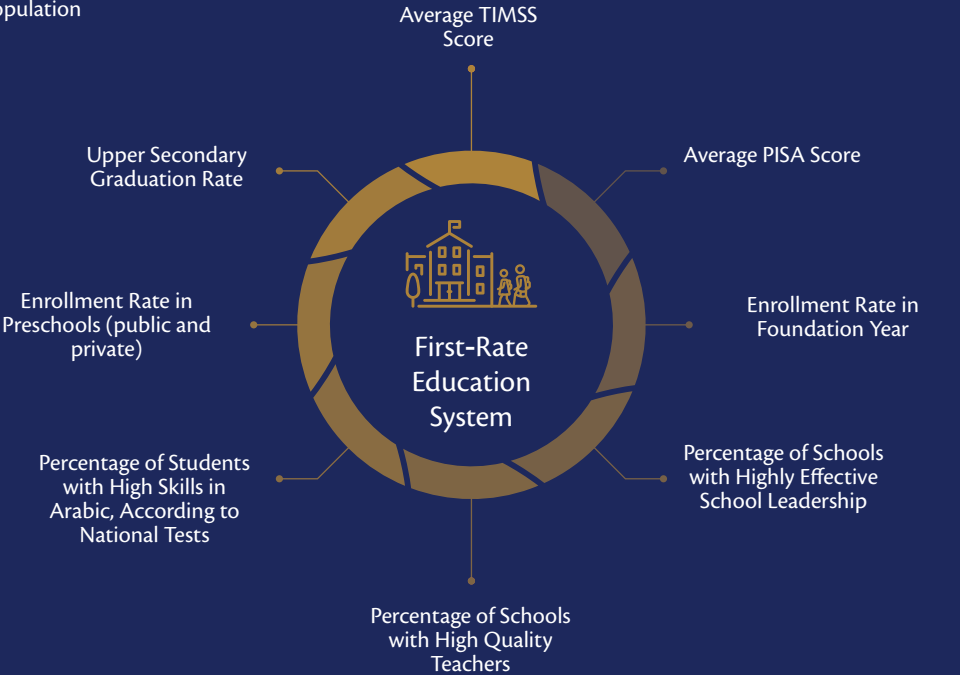 Average TIMSS
Score
Average PISA Score
Enrollment Rate in
Foundation Year
Percentage of Schools
with Highly Effective
School Leadership
Percentage of Schools
with High Quality
Teachers
Percentage of Students
with High Skills in
Arabic, According to
National Tests
Enrollment Rate in
Preschools (public and
private)
Upper Secondary
Graduation Rate
First-Rate
Education
System